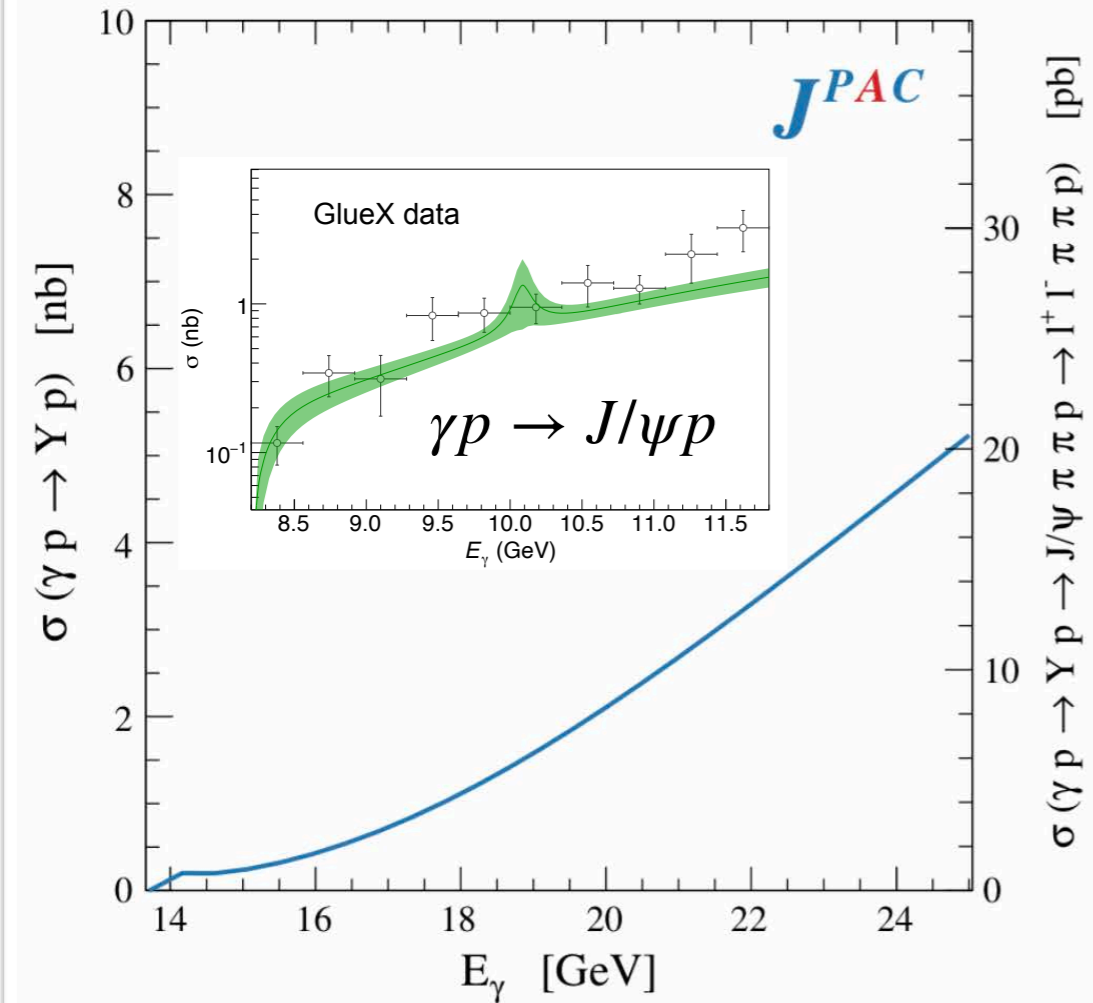 10
8
6
4
2
0
σ (γ p → Y p) [nb]
J^{PAC}
GlueX data
1
10⁻¹
σ (nb)
γp → J/ψp
8.5 9.0 9.5 10.0 10.5 11.0 11.5
E_γ (GeV)
30
20
10
0
σ (γ p → Y p → J/ψ π π p → l⁺ l⁻ π π p) [pb]
14 16 18 20 22 24
E_γ [GeV]